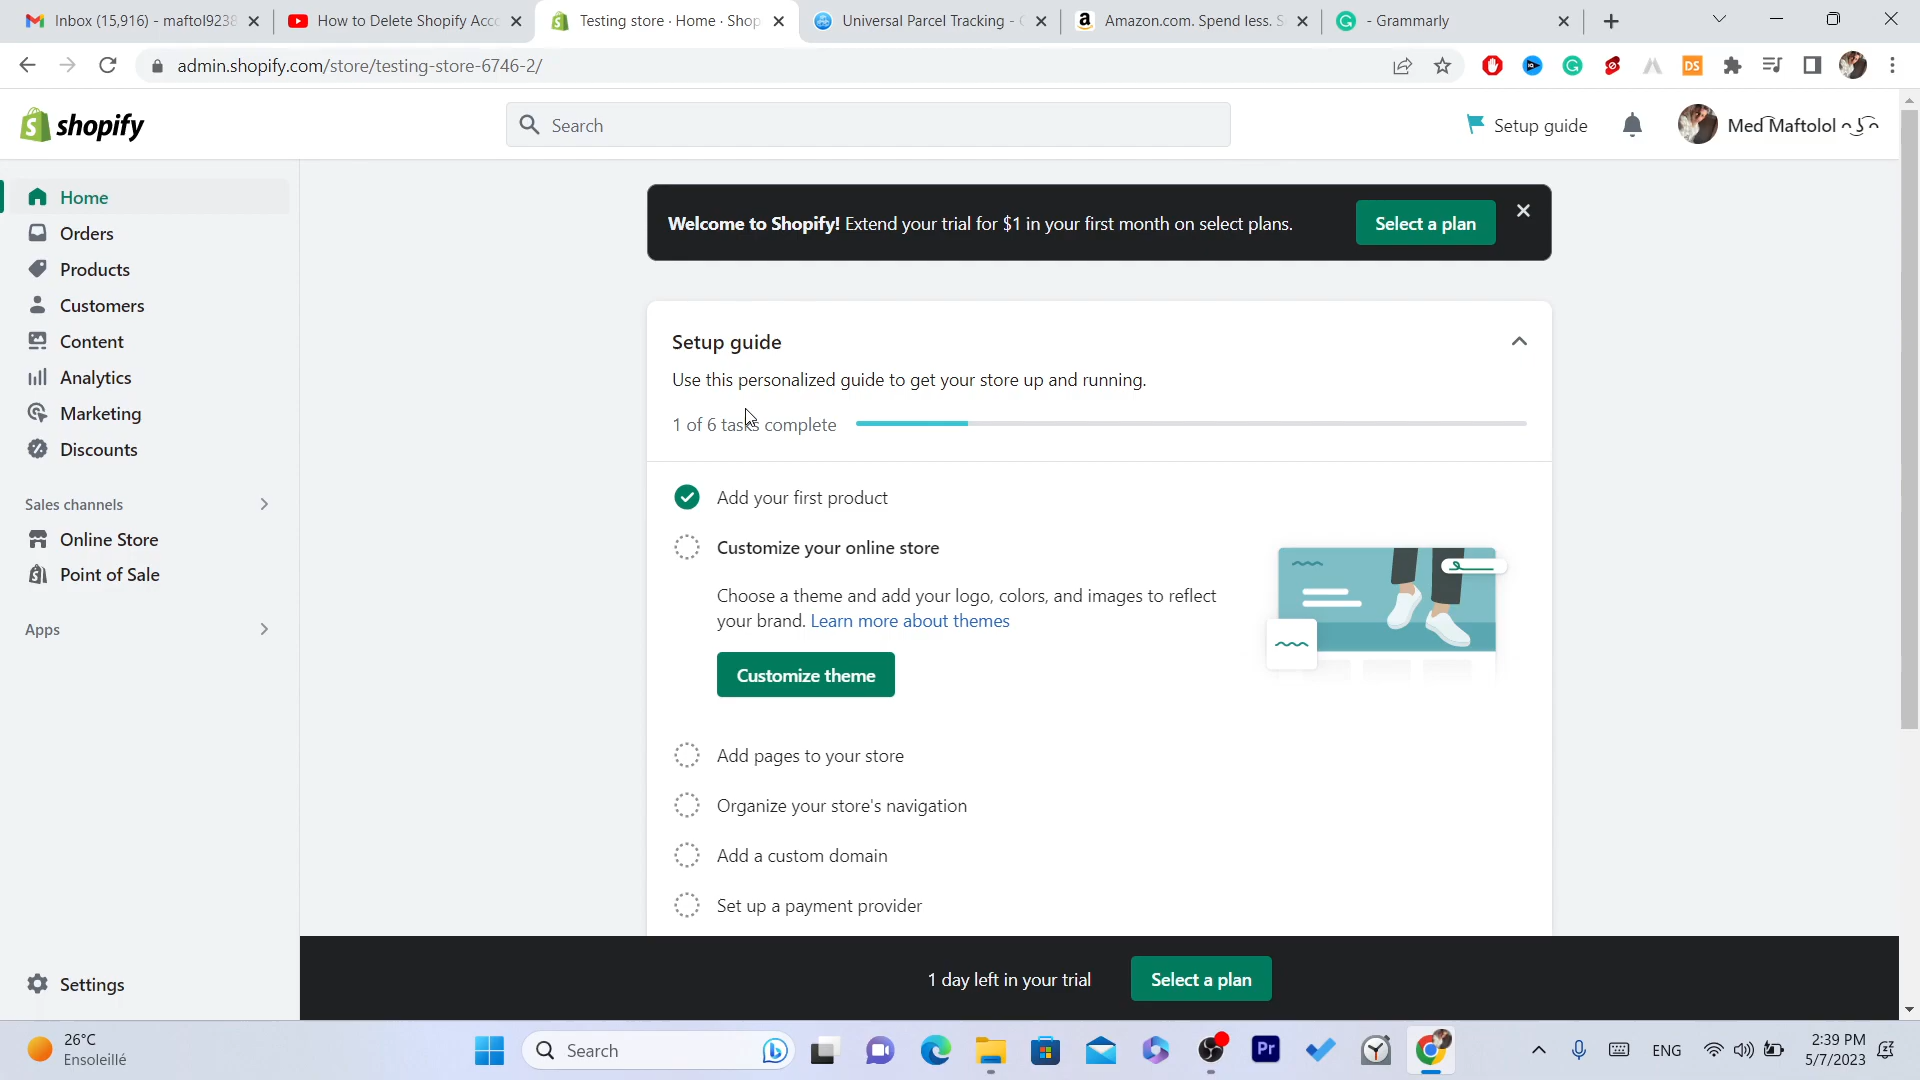 Inbox (15,916) - maftol9238
How to Delete Shopify Acco
Testing store · Home · Shop
Universal Parcel Tracking -
Amazon.com. Spend less. S
- Grammarly
admin.shopify.com/store/testing-store-6746-2/
shopify
Search
Setup guide
Med Maftolol
Home
Orders
Products
Customers
Content
Analytics
Marketing
Discounts
Sales channels
Online Store
Point of Sale
Apps
Settings
Welcome to Shopify! Extend your trial for $1 in your first month on select plans.
Select a plan
Setup guide
Use this personalized guide to get your store up and running.
1 of 6 tasks complete
Add your first product
Customize your online store
Choose a theme and add your logo, colors, and images to reflect
your brand. Learn more about themes
Customize theme
Add pages to your store
Organize your store's navigation
Add a custom domain
Set up a payment provider
1 day left in your trial
Select a plan
26°C
Ensoleillé
Search
Pr
ENG
2:39 PM
5/7/2023